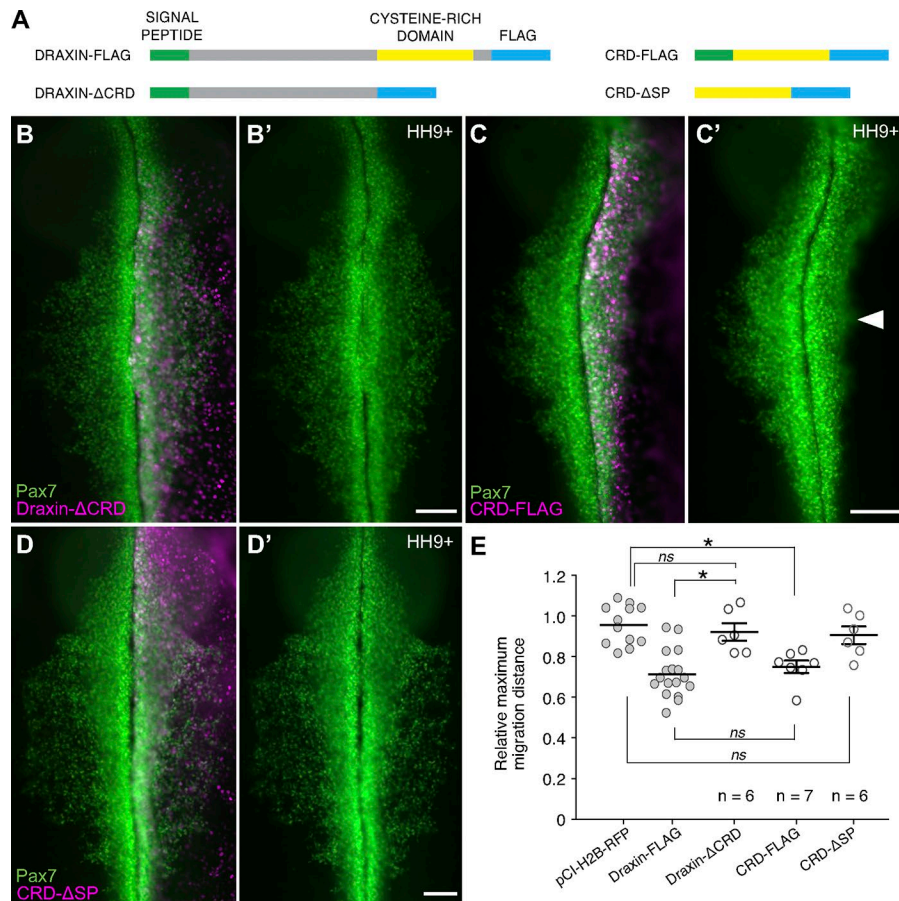 A
SIGNAL
PEPTIDE
CYSTEINE-RICH
DOMAIN
FLAG
DRAXIN-FLAG
DRAXIN-ΔCRD
CRD-FLAG
CRD-ΔSP
B
B’
HH9+
C
C’
HH9+
Pax7
Draxin-ΔCRD
Pax7
CRD-FLAG
D
D’
HH9+
Pax7
CRD-ΔSP
E
*
ns
*
1.2
1.0
0.8
0.6
0.4
0.2
0
Relative maximum
migration distance
ns
ns
n = 6
n = 7
n = 6
pCI-H2B-RFP
Draxin-FLAG
Draxin-ΔCRD
CRD-FLAG
CRD-ΔSP